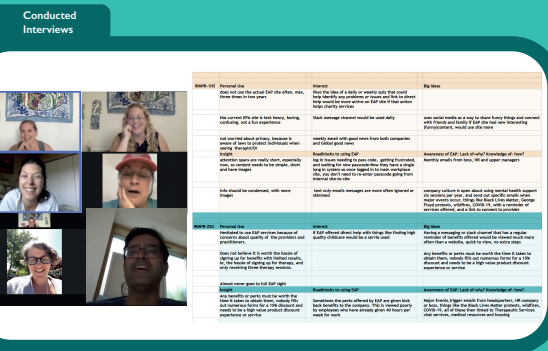 Conducted
Interviews
IMAPR-1HS Personal Use Interest Big Ideas
does not use the actual EAP site often, max,
three times in two years
likes the idea of a daily or weekly quiz that could
help identify any problems or issues and link to direct
help would be more active on EAP site if that action
helps charity services
the current EPA site is text heavy, boring,
confusing, not a fun experience
Slack message channel would be used daily
uses social media as a way to share funny things and connect
with friends and family if EAP site had new interesting
(funny)content, would use site more
not worried about privacy, because is
aware of laws to protect individuals when
seeing therapist/Dr
weekly email with good news from both companies
and Global good news
Insight Roadblocks to using EAP Awareness of EAP: Lack of-why? Knowledge of- how?
attention spans are really short, especially
now, so content needs to be simple, short
and have images
log in issues needing to pass code, getting frustrated,
and waiting for new passcode-Now they have a single
long in system so once logged in to main workplace
site, you don't need to re-enter passcode going from
internal site-to-site
Monthly emails from boss, HR and upper managers
info should be condensed, with more
images
text only emails messages are more often ignored or
skimmed
company culture is open about using mental health support
six sessions per year, and send out specific emails when
major events occur, things like Black Lives Matter, George
Floyd protests, wildfires, COVID-19, with a reminder of
services offered, and a link to connect to provider
Personal Use Interest Big Ideas
Hesitated to use EAP services because of
concerns about quality of the providers and
practitioners.
If EAP offered direct help with things like finding high
quality childcare would be a service used
Having a messaging or slack channel that has a regular
reminder of benefits offered would be viewed much more
often than a website, quick to view, no extra steps
Does not believe it is worth the hassle of
signing up for benefits with limited results,
ie, the hassle of signing up for therapy, and
only receiving three therapy sessions.
Any benefits or perks must be worth the time it takes to
obtain them, nobody fills out numerous forms for a 15%
discount and needs to be a high value product discount
experience or service
Almost never goes to full EAP sight
Insight Roadblocks to using EAP Awareness of EAP: Lack of-why? Knowledge of- how?
Any benefits or perks must be worth the
time it takes to obtain them, nobody fills
out numerous forms for a 15% discount and
needs to be a high value product discount
experience or service
Sometimes the perks offered by EAP are given kick
back benefits to the company. This is viewed poorly
by employees who have already given 40 hours per
week for work
Major Events, trigger emails from headquarters, HR company
or boss, things like the Black Lives Matter protests, wildfires,
COVID-19, all of these then linked to Therapeutic Services
chat services, medical resources and housing